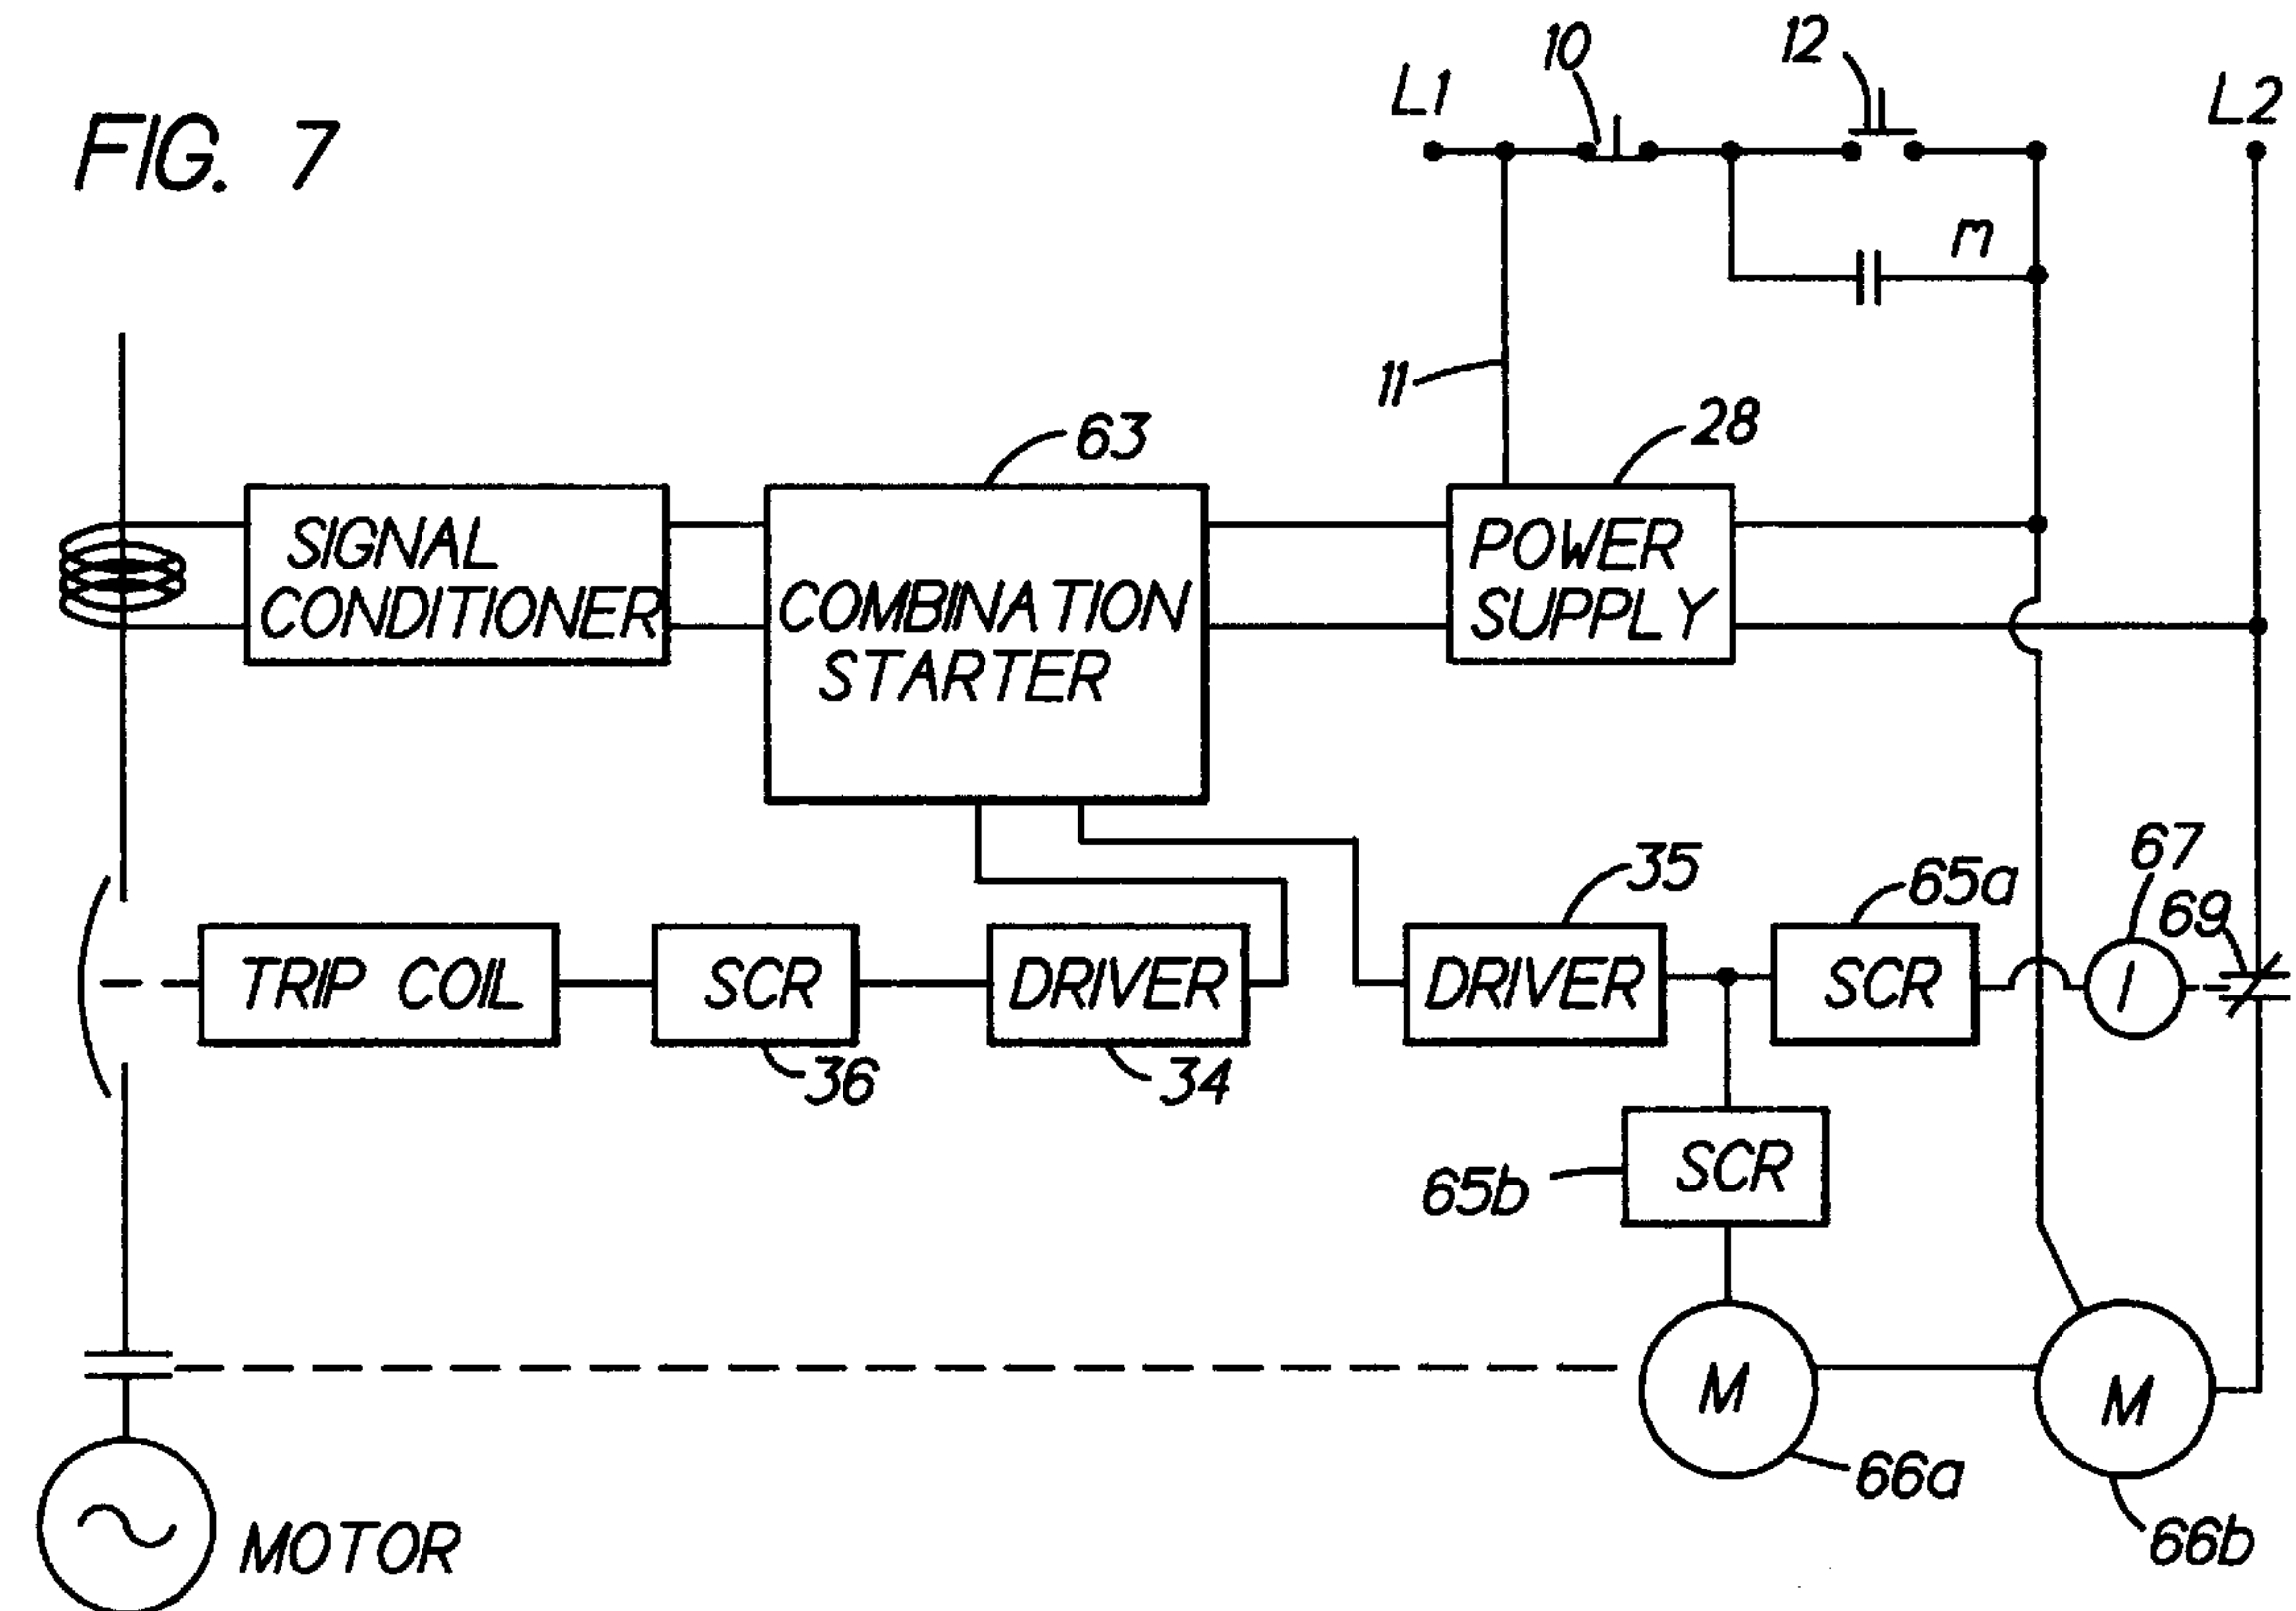 FIG. 7
L1
10
12
L2
m
11
63
28
SIGNAL
CONDITIONER
COMBINATION
STARTER
POWER
SUPPLY
35
65a
67
69
TRIP COIL
SCR
DRIVER
DRIVER
SCR
I
36
34
SCR
65b
M
M
66a
66b
MOTOR